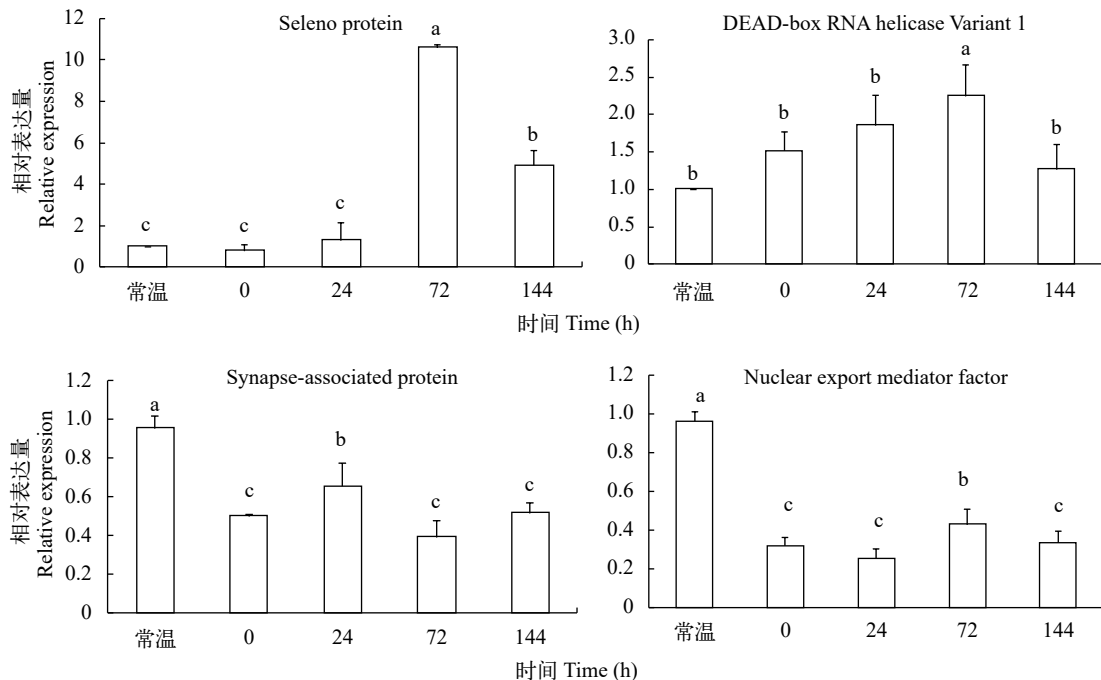 Seleno protein
相对表达量
Relative expression
12
10
8
6
4
2
0
c
c
c
a
b
常温
0
24
72
144
DEAD-box RNA helicase Variant 1
3.0
2.5
2.0
1.5
1.0
0.5
0.0
b
b
b
a
b
常温
0
24
72
144
时间 Time (h)
Synapse-associated protein
相对表达量
Relative expression
1.2
1.0
0.8
0.6
0.4
0.2
0
a
c
b
c
c
常温
0
24
72
144
Nuclear export mediator factor
1.2
1.0
0.8
0.6
0.4
0.2
0
a
c
c
b
c
常温
0
24
72
144
时间 Time (h)